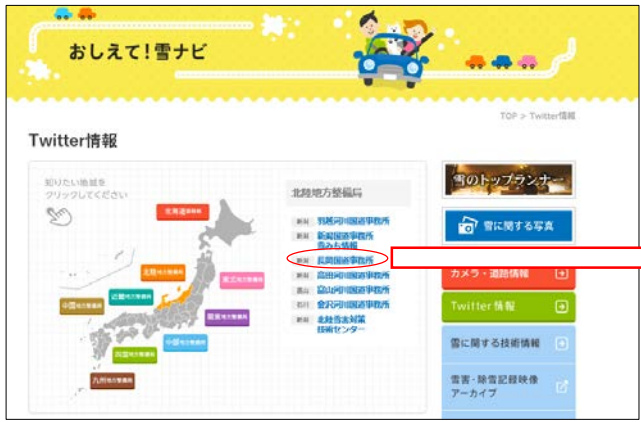 おしえて!雪ナビ
TOP > Twitter情報
Twitter情報
知りたい地域を
クリックしてください
北海道開発局
北陸地方整備局
東北地方整備局
近畿地方整備局
中国地方整備局
関東地方整備局
中部地方整備局
四国地方整備局
九州地方整備局
北陸地方整備局
新潟 羽越河川国道事務所
新潟 新潟国道事務所
雪みち情報
新潟 長岡国道事務所
新潟 高田河川国道事務所
富山 富山河川国道事務所
石川 金沢河川国道事務所
新潟 北陸雪害対策
技術センター
雪のトップランナー
雪に関する写真
カメラ・道路情報
Twitter情報
雪に関する技術情報
雪害・除雪記録映像
アーカイブ